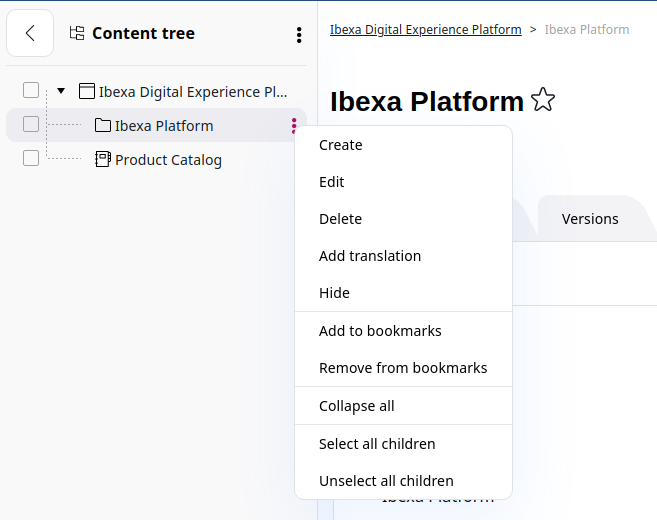 Content tree
Ibexa Digital Experience Pl...
Ibexa Platform
Product Catalog
Ibexa Digital Experience Platform > Ibexa Platform
Ibexa Platform
Versions
Create
Edit
Delete
Add translation
Hide
Add to bookmarks
Remove from bookmarks
Collapse all
Select all children
Unselect all children
Ibexa Platform